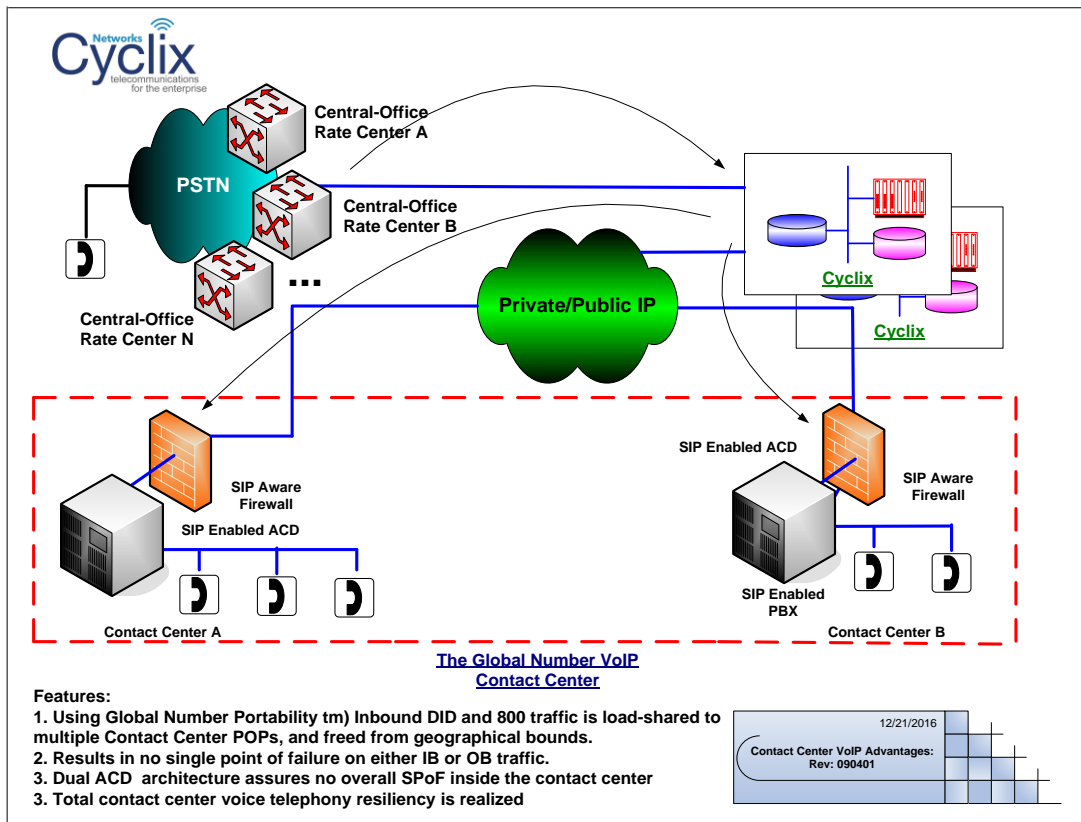 Networks
Cyclix
telecommunications
for the enterprise
Central-Office
Rate Center A
PSTN
Central-Office
Rate Center B
...
Central-Office
Rate Center N
Private/Public IP
Cyclix
Cyclix
SIP Aware
Firewall
SIP Enabled ACD
Contact Center A
SIP Enabled ACD
SIP Aware
Firewall
SIP Enabled
PBX
Contact Center B
The Global Number VoIP
Contact Center
Features:
1. Using Global Number Portability tm) Inbound DID and 800 traffic is load-shared to
multiple Contact Center POPs, and freed from geographical bounds.
2. Results in no single point of failure on either IB or OB traffic.
3. Dual ACD  architecture assures no overall SPoF inside the contact center
3. Total contact center voice telephony resiliency is realized
12/21/2016
Contact Center VoIP Advantages:
Rev: 090401